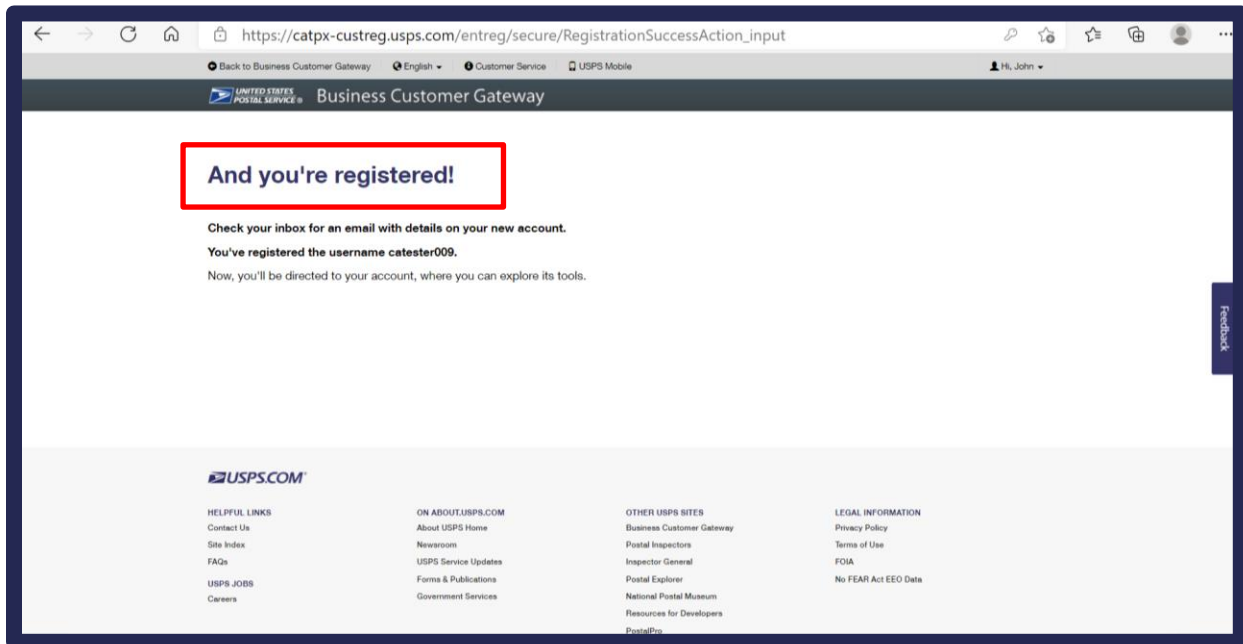 https://catpx-custreg.usps.com/entreg/secure/RegistrationSuccessAction_input
Back to Business Customer Gateway English Customer Service USPS Mobile Hi, John
UNITED STATES POSTAL SERVICE ® Business Customer Gateway
And you're registered!
Check your inbox for an email with details on your new account.
You've registered the username catester009.
Now, you'll be directed to your account, where you can explore its tools.
Feedback
USPS.COM
HELPFUL LINKS
Contact Us
Site Index
FAQs
USPS JOBS
Careers
ON ABOUT.USPS.COM
About USPS Home
Newsroom
USPS Service Updates
Forms & Publications
Government Services
OTHER USPS SITES
Business Customer Gateway
Postal Inspectors
Inspector General
Postal Explorer
National Postal Museum
Resources for Developers
PostalPro
LEGAL INFORMATION
Privacy Policy
Terms of Use
FOIA
No FEAR Act EEO Data